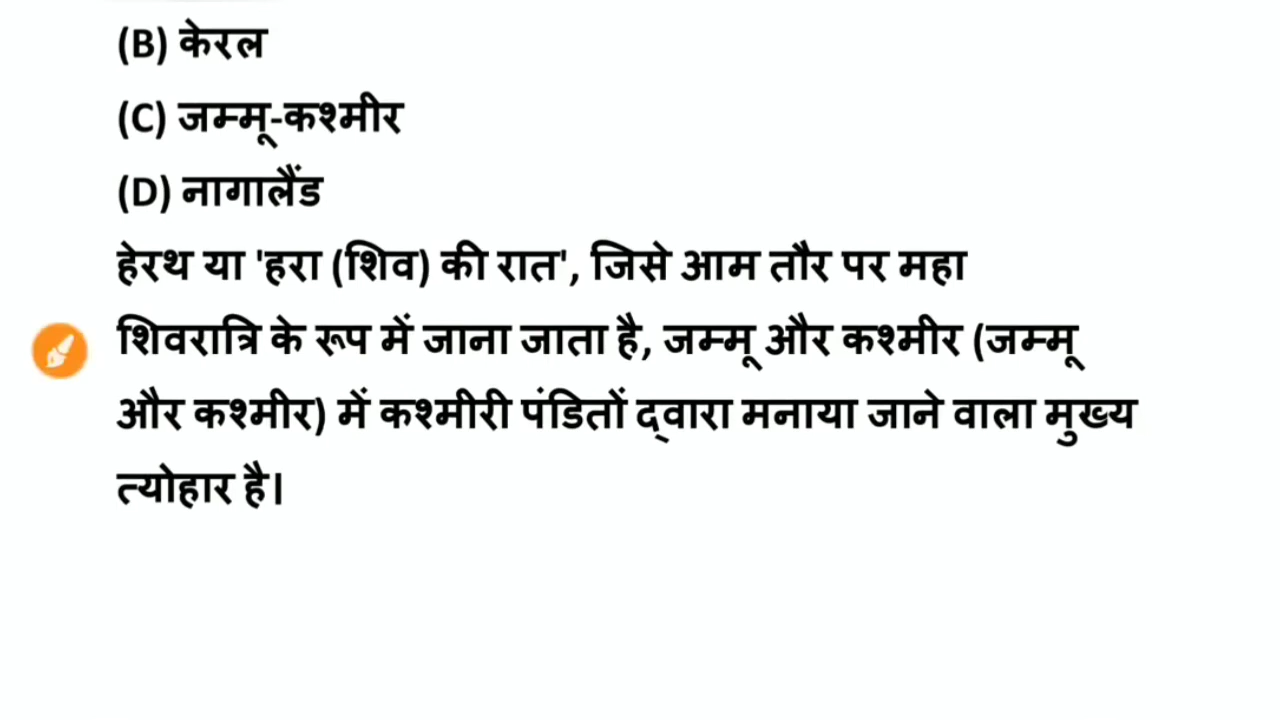 (B) केरल
(C) जम्मू-कश्मीर
(D) नागालैंड
हेरथ या 'हरा (शिव) की रात', जिसे आम तौर पर महा
शिवरात्रि के रूप में जाना जाता है, जम्मू और कश्मीर (जम्मू
और कश्मीर) में कश्मीरी पंडितों द्वारा मनाया जाने वाला मुख्य
त्योहार है।